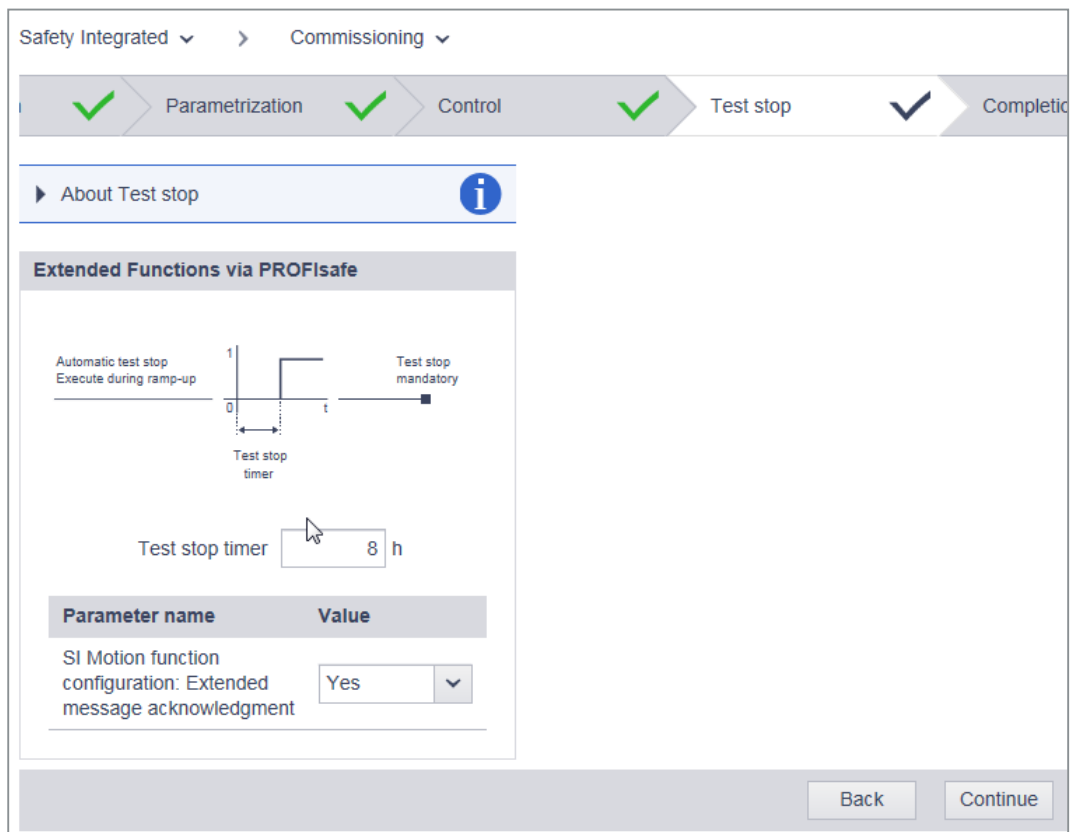 Safety Integrated > Commissioning
n Parametrization Control Test stop Completic
About Test stop
i
Extended Functions via PROFIsafe
Automatic test stop
Execute during ramp-up
1
0
t
Test stop
mandatory
Test stop
timer
Test stop timer 8 h
Parameter name Value
SI Motion function
configuration: Extended
message acknowledgment
Yes
Back Continue